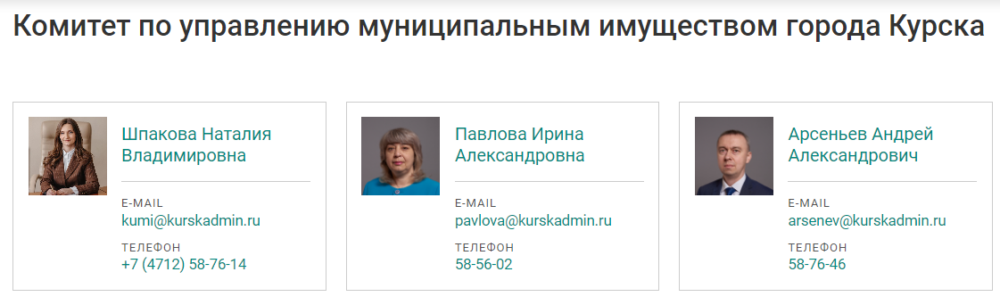 Комитет по управлению муниципальным имуществом города Курска
Шпакова Наталия
Владимировна
E-MAIL
kumi@kurskadmin.ru
ТЕЛЕФОН
+7 (4712) 58-76-14
Павлова Ирина
Александровна
E-MAIL
pavlova@kurskadmin.ru
ТЕЛЕФОН
58-56-02
Арсеньев Андрей
Александрович
E-MAIL
arsenev@kurskadmin.ru
ТЕЛЕФОН
58-76-46